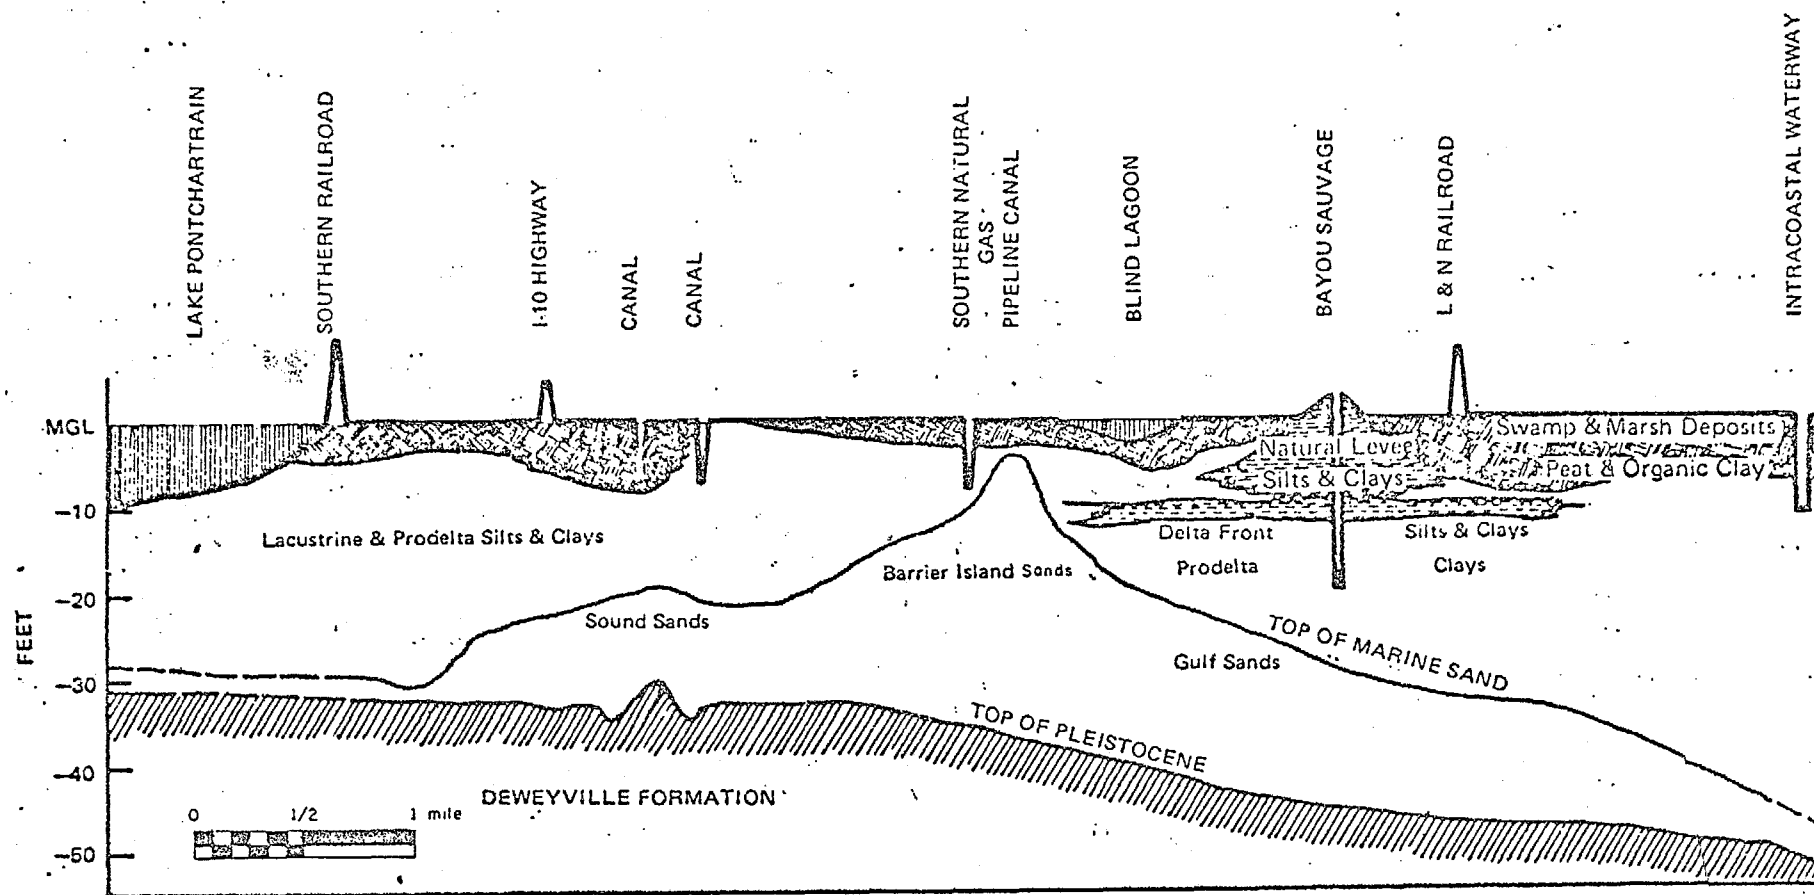 LAKE PONTCHARTRAIN
SOUTHERN RAILROAD
I-10 HIGHWAY
CANAL
CANAL
SOUTHERN NATURAL
GAS
PIPELINE CANAL
BLIND LAGOON
BAYOU SAUVAGE
L & N RAILROAD
INTRACOASTAL WATERWAY
MGL
-10
-20
-30
-40
-50
FEET
Swamp & Marsh Deposits
Natural Levee
Peat & Organic Clay
Silts & Clays
Lacustrine & Prodelta Silts & Clays
Delta Front
Silts & Clays
Prodelta
Clays
Barrier Island Sands
Sound Sands
TOP OF MARINE SAND
Gulf Sands
TOP OF PLEISTOCENE
DEWEYVILLE FORMATION
0 1/2 1 mile